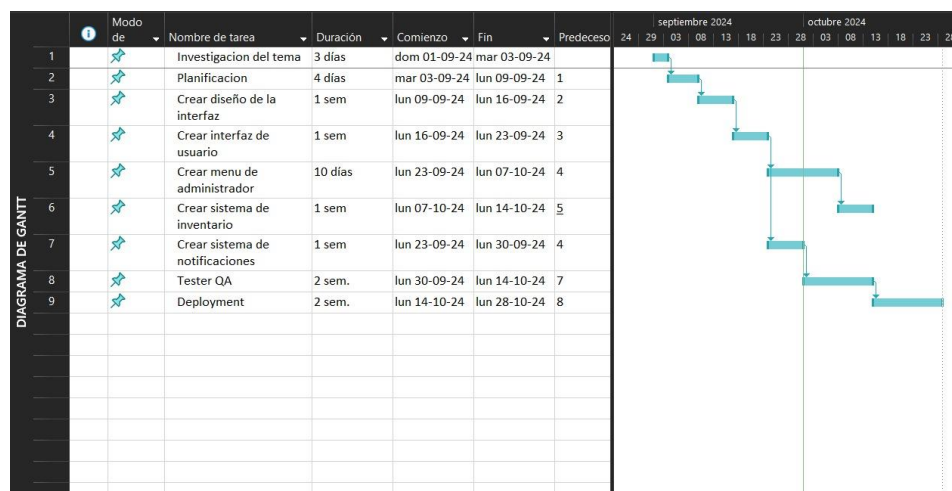 septiembre 2024 octubre 2024
Modo de Nombre de tarea Duración Comienzo Fin Predeceso 24 29 03 08 13 18 23 28 03 08 13 18 23 28
1 Investigacion del tema 3 días dom 01-09-24 mar 03-09-24
2 Planificacion 4 días mar 03-09-24 lun 09-09-24 1
3 Crear diseño de la interfaz 1 sem lun 09-09-24 lun 16-09-24 2
4 Crear interfaz de usuario 1 sem lun 16-09-24 lun 23-09-24 3
5 Crear menu de administrador 10 días lun 23-09-24 lun 07-10-24 4
6 Crear sistema de inventario 1 sem lun 07-10-24 lun 14-10-24 5
7 Crear sistema de notificaciones 1 sem lun 23-09-24 lun 30-09-24 4
8 Tester QA 2 sem. lun 30-09-24 lun 14-10-24 7
9 Deployment 2 sem. lun 14-10-24 lun 28-10-24 8
DIAGRAMA DE GANTT